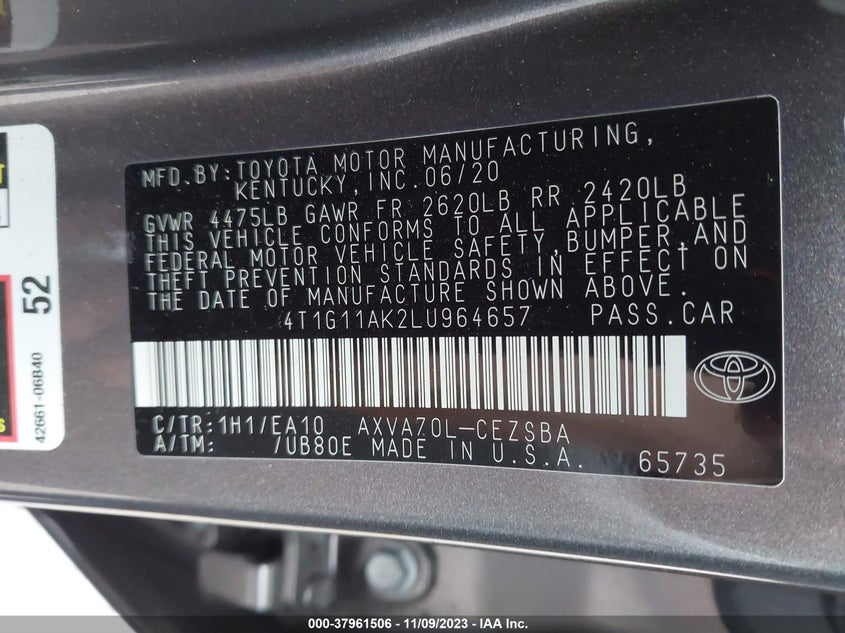 MFD.BY:TOYOTA MOTOR MANUFACTURING,
KENTUCKY,INC.06/20
GVWR 4475LB GAWR FR 2620LB RR 2420LB
THIS VEHICLE CONFORMS TO ALL APPLICABLE
FEDERAL MOTOR VEHICLE SAFETY,BUMPER,AND
THEFT PREVENTION STANDARDS IN EFFECT ON
THE DATE OF MANUFACTURE SHOWN ABOVE.
4T1G11AK2LU964657 PASS.CAR
C/TR:1H1/EA10 AXVA70L-CEZSBA
A/TM: /UB80E MADE IN U.S.A. 65735
52
42661-06B40
000-37961506 - 11/09/2023 - IAA Inc.